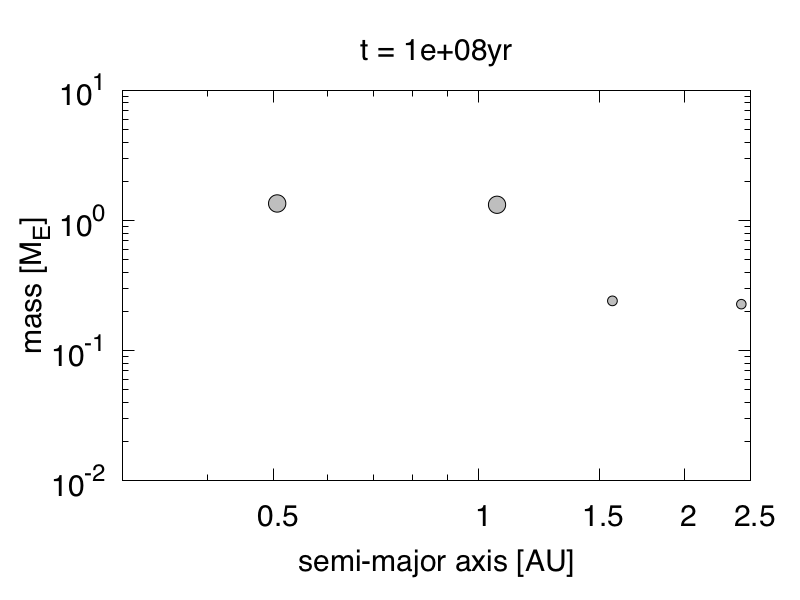 t = 1e+08yr
10^1
10^0
10^-1
10^-2
mass [M_E]
0.5 1 1.5 2 2.5
semi-major axis [AU]